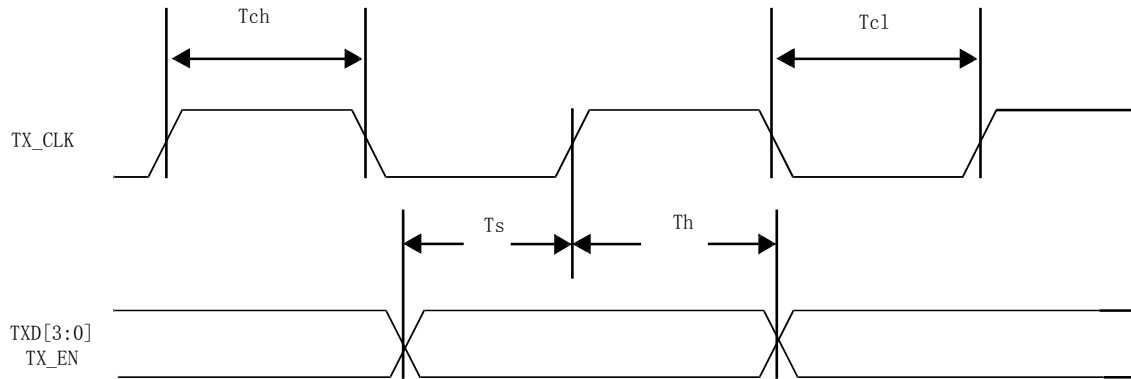 Tch
Tcl
TX_CLK
Ts
Th
TXD[3:0]
TX_EN